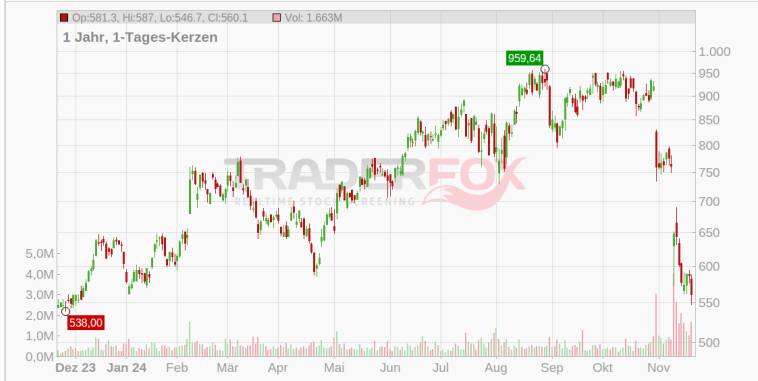 Op:581.3, Hi:587, Lo:546.7, Cl:560.1 Vol: 1.663M
1 Jahr, 1-Tages-Kerzen
959,64
1.000
950
900
850
800
750
700
650
600
550
500
TRADERFOX
REALTIME STOCK SCREENING
5,0M
4,0M
3,0M
2,0M
1,0M
0,0M
538,00
Dez 23 Jan 24 Feb Mär Apr Mai Jun Jul Aug Sep Okt Nov